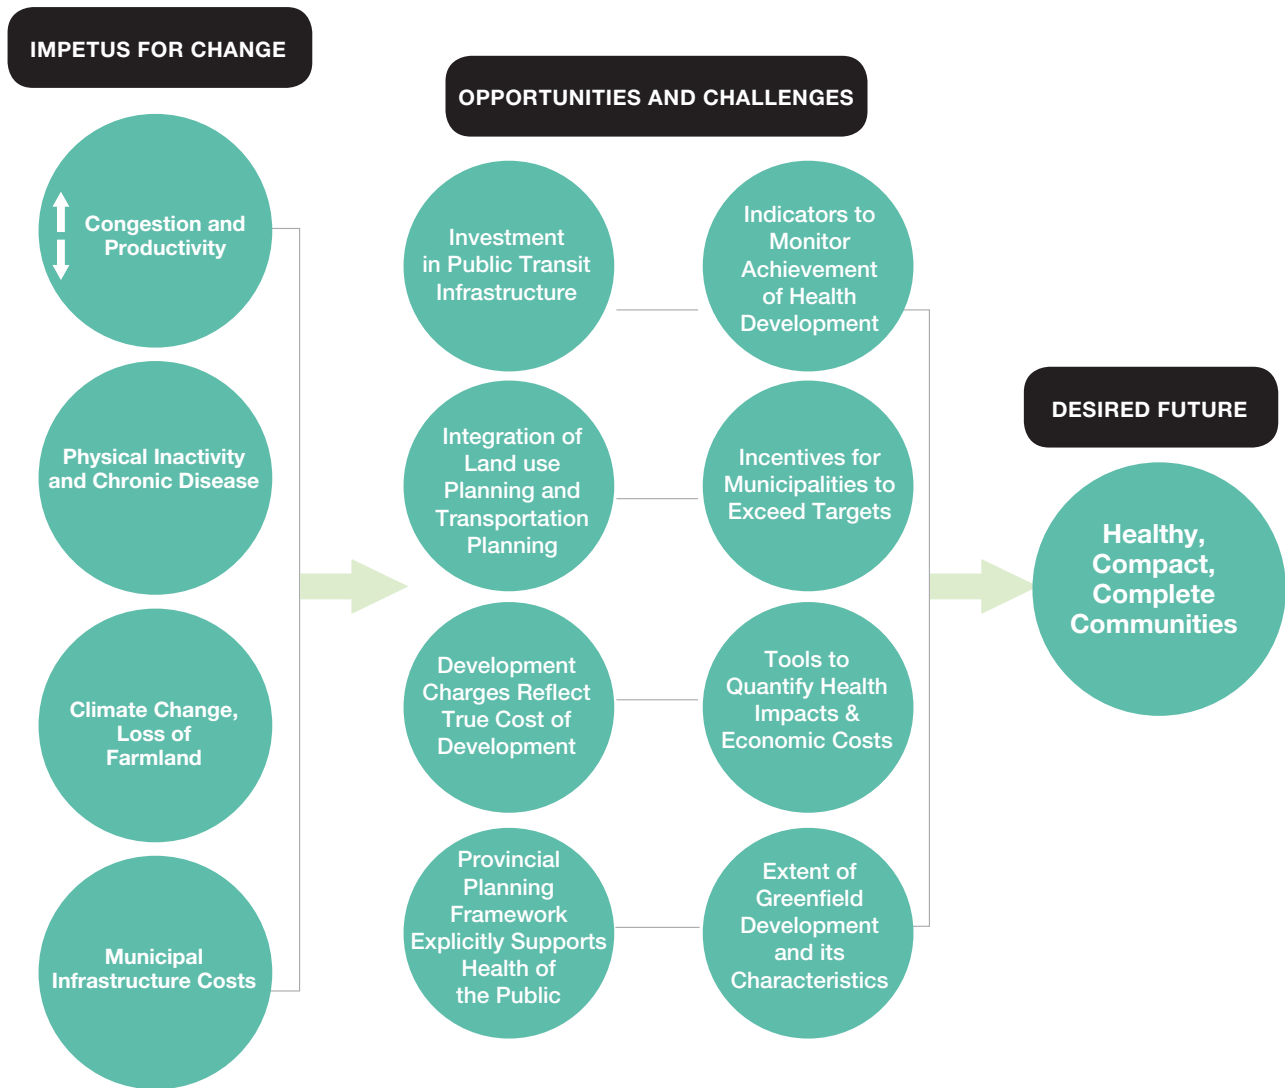 IMPETUS FOR CHANGE
Congestion and
Productivity
Physical Inactivity
and Chronic Disease
Climate Change,
Loss of
Farmland
Municipal
Infrastructure Costs
OPPORTUNITIES AND CHALLENGES
Investment
in Public Transit
Infrastructure
Indicators to
Monitor
Achievement
of Health
Development
Integration of
Land use
Planning and
Transportation
Planning
Incentives for
Municipalities to
Exceed Targets
Development
Charges Reflect
True Cost of
Development
Tools to
Quantify Health
Impacts &
Economic Costs
Provincial
Planning
Framework
Explicitly Supports
Health of
the Public
Extent of
Greenfield
Development
and its
Characteristics
DESIRED FUTURE
Healthy,
Compact,
Complete
Communities